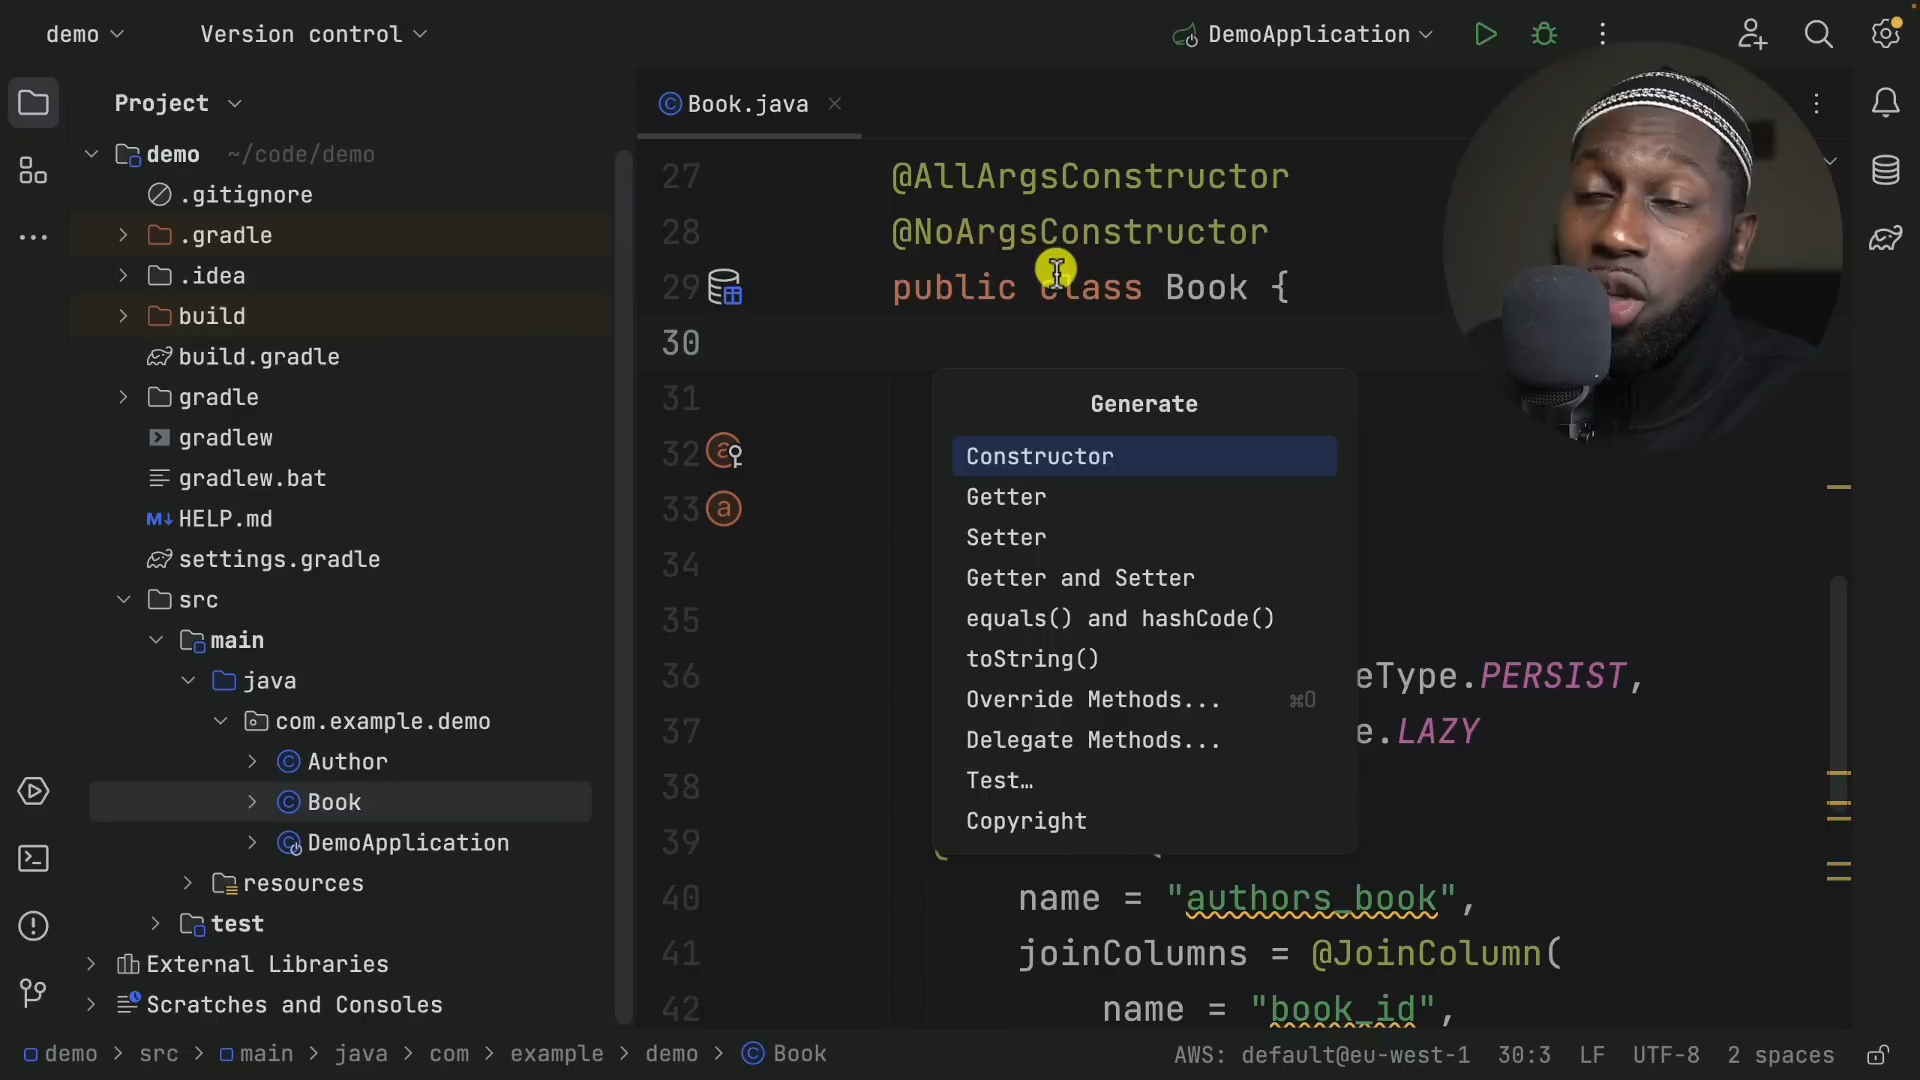 demo
Version control
DemoApplication
Project
Book.java
demo ~/code/demo
.gitignore
.gradle
.idea
build
build.gradle
gradle
gradlew
gradlew.bat
M↓ HELP.md
settings.gradle
src
main
java
com.example.demo
Author
Book
DemoApplication
resources
test
External Libraries
Scratches and Consoles
27 @AllArgsConstructor
28 @NoArgsConstructor
29 public class Book {
30
31
32
33
34
35
36 eType.PERSIST,
37 e.LAZY
38
39
40 name = "authors_book",
41 joinColumns = @JoinColumn(
42 name = "book_id",
Generate
Constructor
Getter
Setter
Getter and Setter
equals() and hashCode()
toString()
Override Methods... ⌘O
Delegate Methods...
Test…
Copyright
demo > src > main > java > com > example > demo > Book
AWS: default@eu-west-1 30:3 LF UTF-8 2 spaces